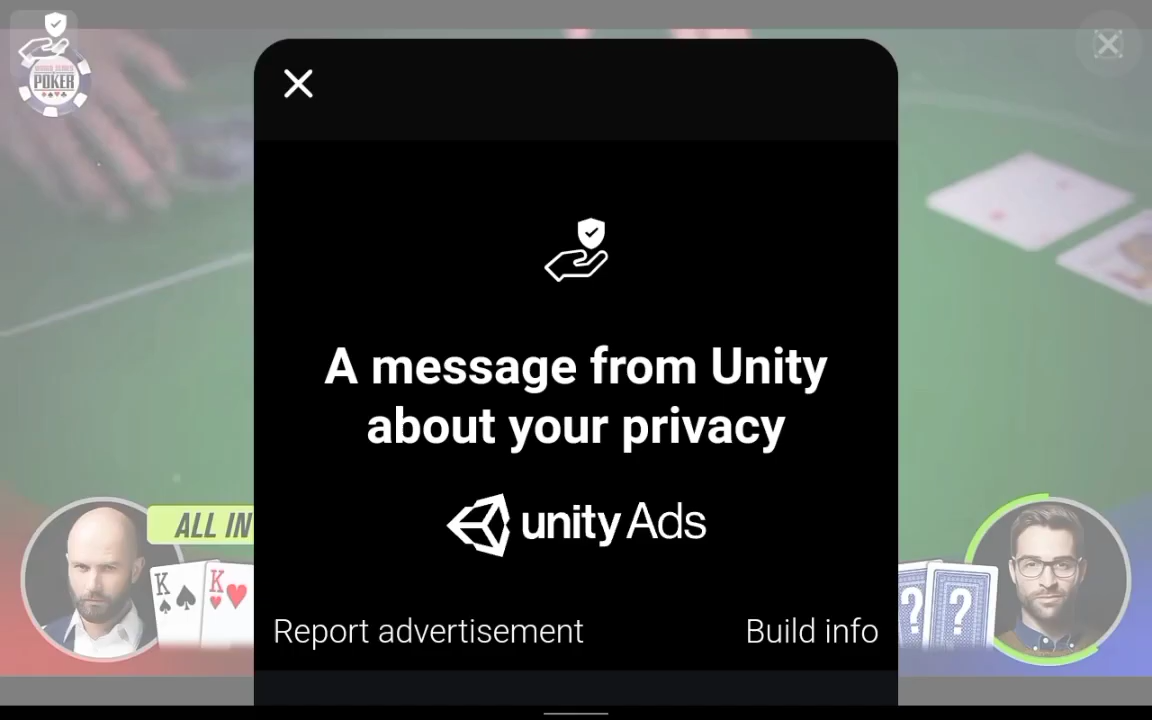 POKER
A message from Unity
about your privacy
unity Ads
Report advertisement
Build info
ALL IN
K
K
?
?